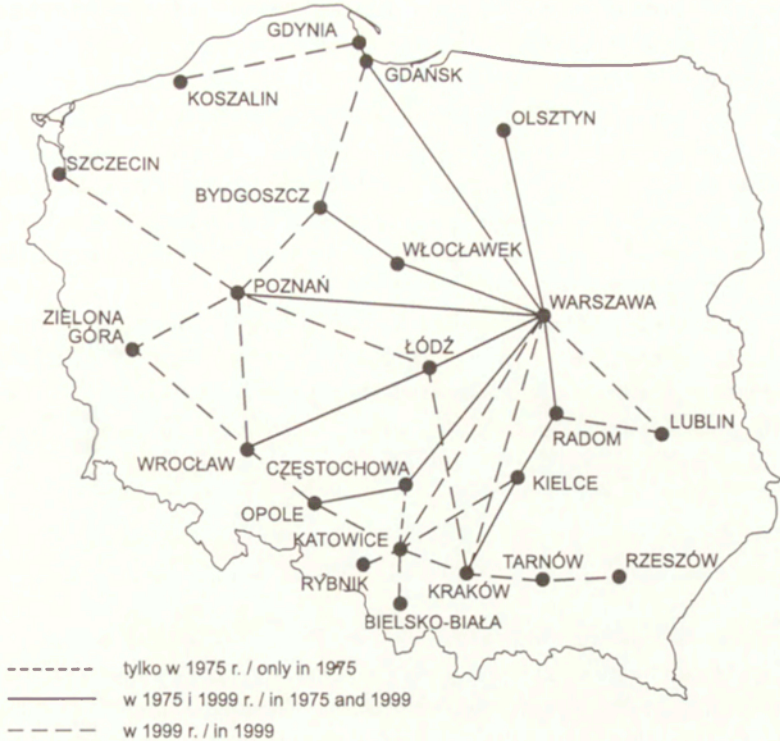 GDYNIA
GDAŃSK
KOSZALIN
OLSZTYN
SZCZECIN
BYDGOSZCZ
WŁOCŁAWEK
POZNAŃ
WARSZAWA
ZIELONA
GÓRA
ŁÓDŹ
RADOM
LUBLIN
WROCŁAW
CZĘSTOCHOWA
KIELCE
OPOLE
KATOWICE
TARNÓW
RZESZÓW
RYBNIK
KRAKÓW
BIELSKO-BIAŁA
tylko w 1975 r. / only in 1975
w 1975 i 1999 r. / in 1975 and 1999
w 1999 r. / in 1999